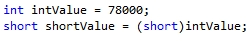 int intValue = 78000;
short shortValue = (short)intValue;